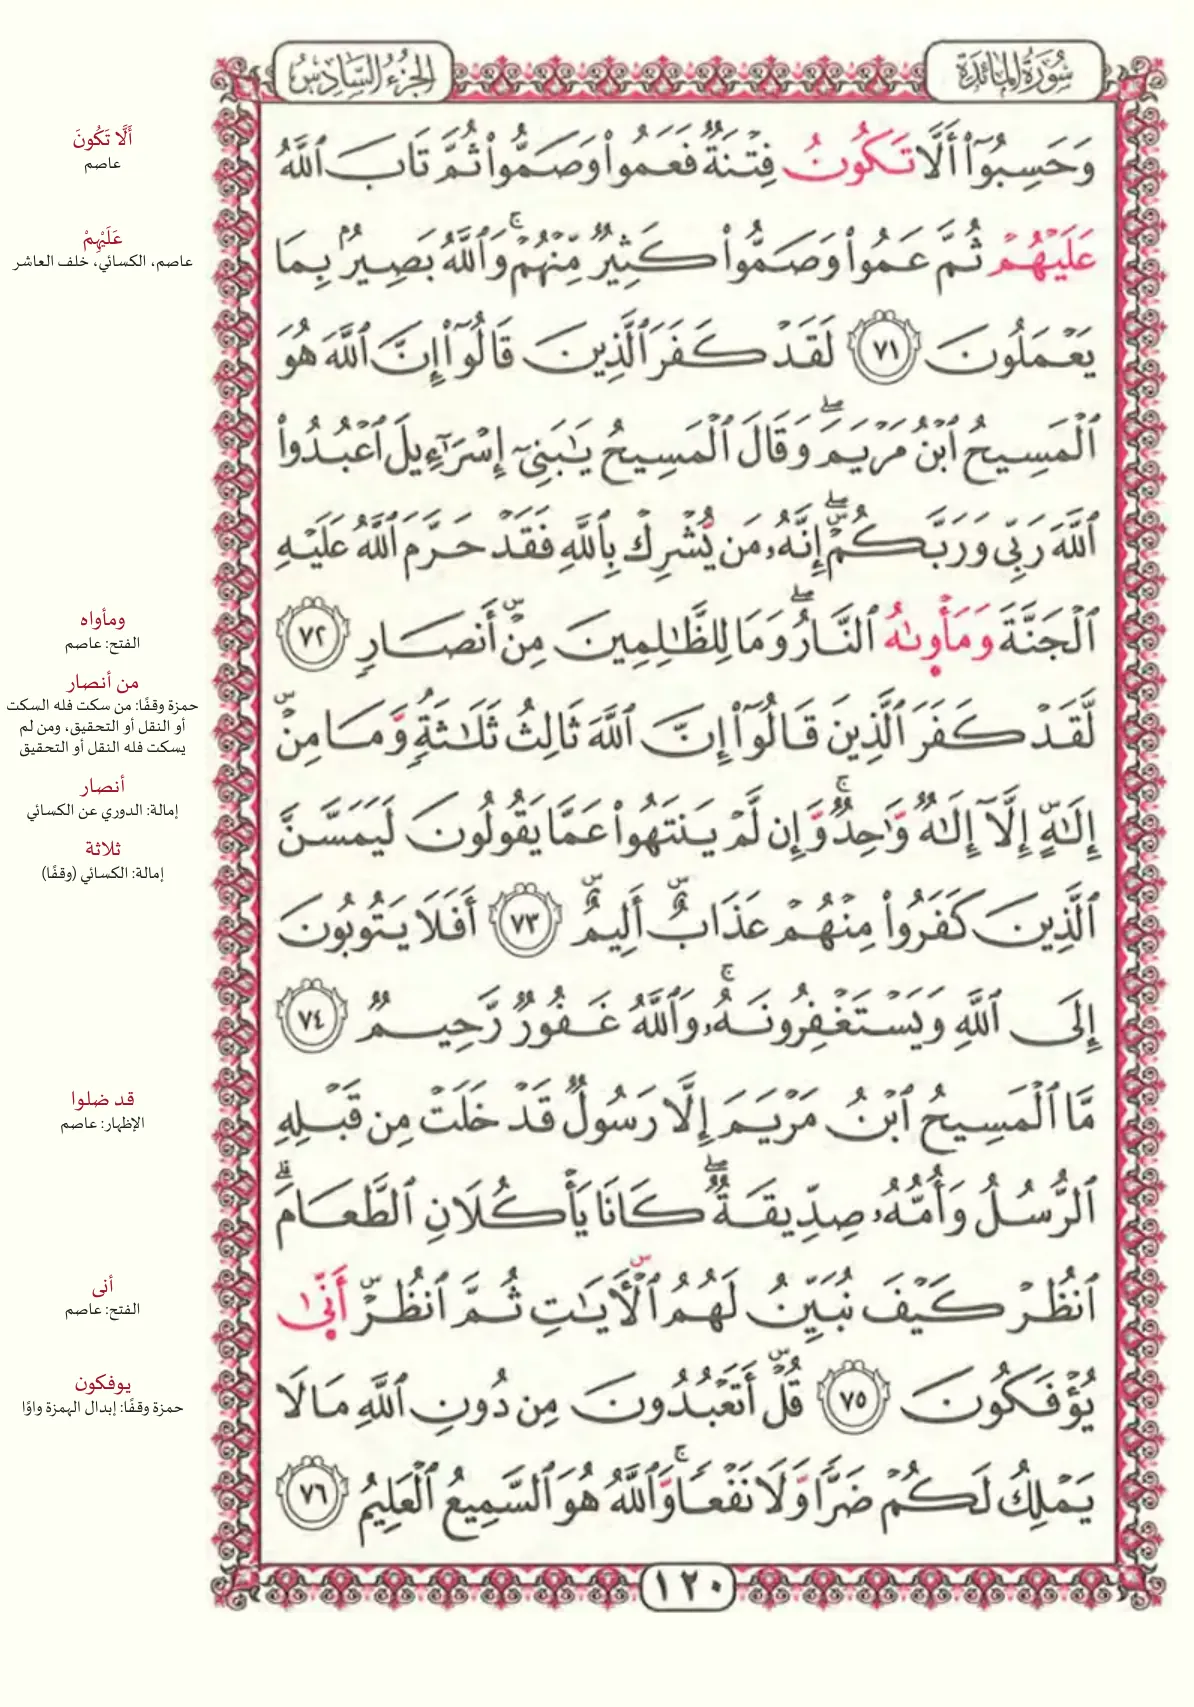 سُورَةُ المَائدَة
الجزء السَّادِس
وَحَسِبُوٓا۟ أَلَّا تَكُونُ فِتْنَةٌ فَعَمُوا۟ وَصَمُّوا۟ ثُمَّ تَابَ ٱللَّهُ
عَلَيْهُمْ ثُمَّ عَمُوا۟ وَصَمُّوا۟ كَثِيرٌ مِّنْهُمْ ۚ وَٱللَّهُ بَصِيرٌۢ بِمَا
يَعْمَلُونَ ٧١ لَقَدْ كَفَرَ ٱلَّذِينَ قَالُوٓا۟ إِنَّ ٱللَّهَ هُوَ
ٱلْمَسِيحُ ٱبْنُ مَرْيَمَ ۖ وَقَالَ ٱلْمَسِيحُ يَـٰبَنِىٓ إِسْرَٰٓءِيلَ ٱعْبُدُوا۟
ٱللَّهَ رَبِّى وَرَبَّكُمْ ۖ إِنَّهُۥ مَن يُشْرِكْ بِٱللَّهِ فَقَدْ حَرَّمَ ٱللَّهُ عَلَيْهِ
ٱلْجَنَّةَ وَمَأْوٜىٰهُ ٱلنَّارُ ۖ وَمَا لِلظَّـٰلِمِينَ مِنْ أَنصَارٍ ٧٢
لَّقَدْ كَفَرَ ٱلَّذِينَ قَالُوٓا۟ إِنَّ ٱللَّهَ ثَالِثُ ثَلَـٰثَةٍ وَمَا مِنْ
إِلَـٰهٍ إِلَّآ إِلَـٰهٌ وَٰحِدٌ ۚ وَإِن لَّمْ يَنتَهُوا۟ عَمَّا يَقُولُونَ لَيَمَسَّنَّ
ٱلَّذِينَ كَفَرُوا۟ مِنْهُمْ عَذَابٌ أَلِيمٌ ٧٣ أَفَلَا يَتُوبُونَ
إِلَى ٱللَّهِ وَيَسْتَغْفِرُونَهُۥ ۚ وَٱللَّهُ غَفُورٌ رَّحِيمٌ ٧٤
مَّا ٱلْمَسِيحُ ٱبْنُ مَرْيَمَ إِلَّا رَسُولٌ قَدْ خَلَتْ مِن قَبْلِهِ
ٱلرُّسُلُ وَأُمُّهُۥ صِدِّيقَةٌ ۖ كَانَا يَأْكُلَانِ ٱلطَّعَامَ ۗ
ٱنظُرْ كَيْفَ نُبَيِّنُ لَهُمُ ٱلْـَٔايَـٰتِ ثُمَّ ٱنظُرْ أَنّٜىٰ
يُؤْفَكُونَ ٧٥ قُلْ أَتَعْبُدُونَ مِن دُونِ ٱللَّهِ مَا لَا
يَمْلِكُ لَكُمْ ضَرًّا وَلَا نَفْعًا ۚ وَٱللَّهُ هُوَ ٱلسَّمِيعُ ٱلْعَلِيمُ ٧٦
١٢٠
أَلَّا تَكُونَ
عاصم
عَلَيْهِمْ
عاصم، الكسائي، خلف العاشر
ومأواه
الفتح: عاصم
من أنصار
حمزة وقفًا: من سكت فله السكت
أو النقل أو التحقيق، ومن لم
يسكت فله النقل أو التحقيق
أنصار
إمالة: الدوري عن الكسائي
ثلاثة
إمالة: الكسائي (وقفًا)
قد ضلوا
الإظهار: عاصم
أنى
الفتح: عاصم
يوفكون
حمزة وقفًا: إبدال الهمزة واوًا